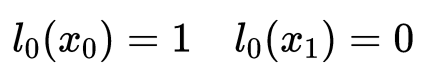 l₀(x₀) = 1 l₀(x₁) = 0